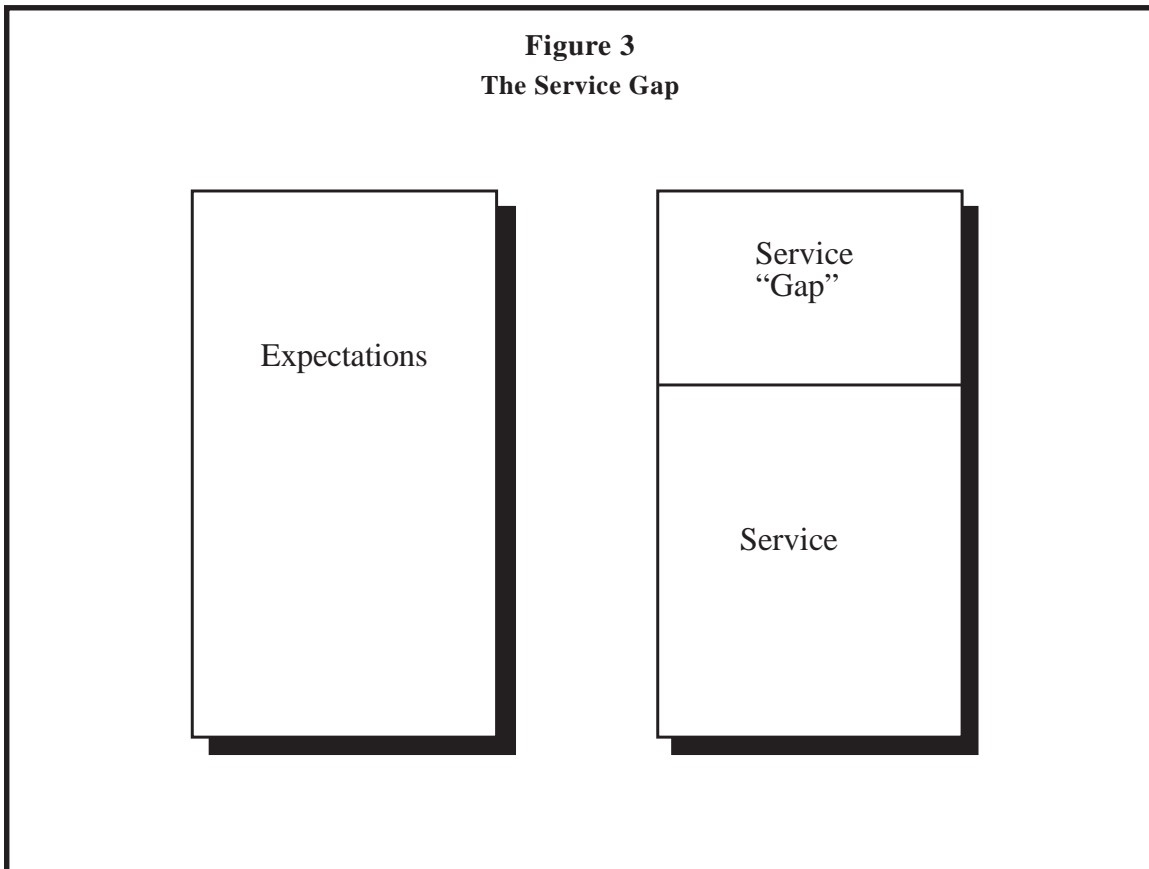 Figure 3
The Service Gap
Expectations
Service
“Gap”
Service